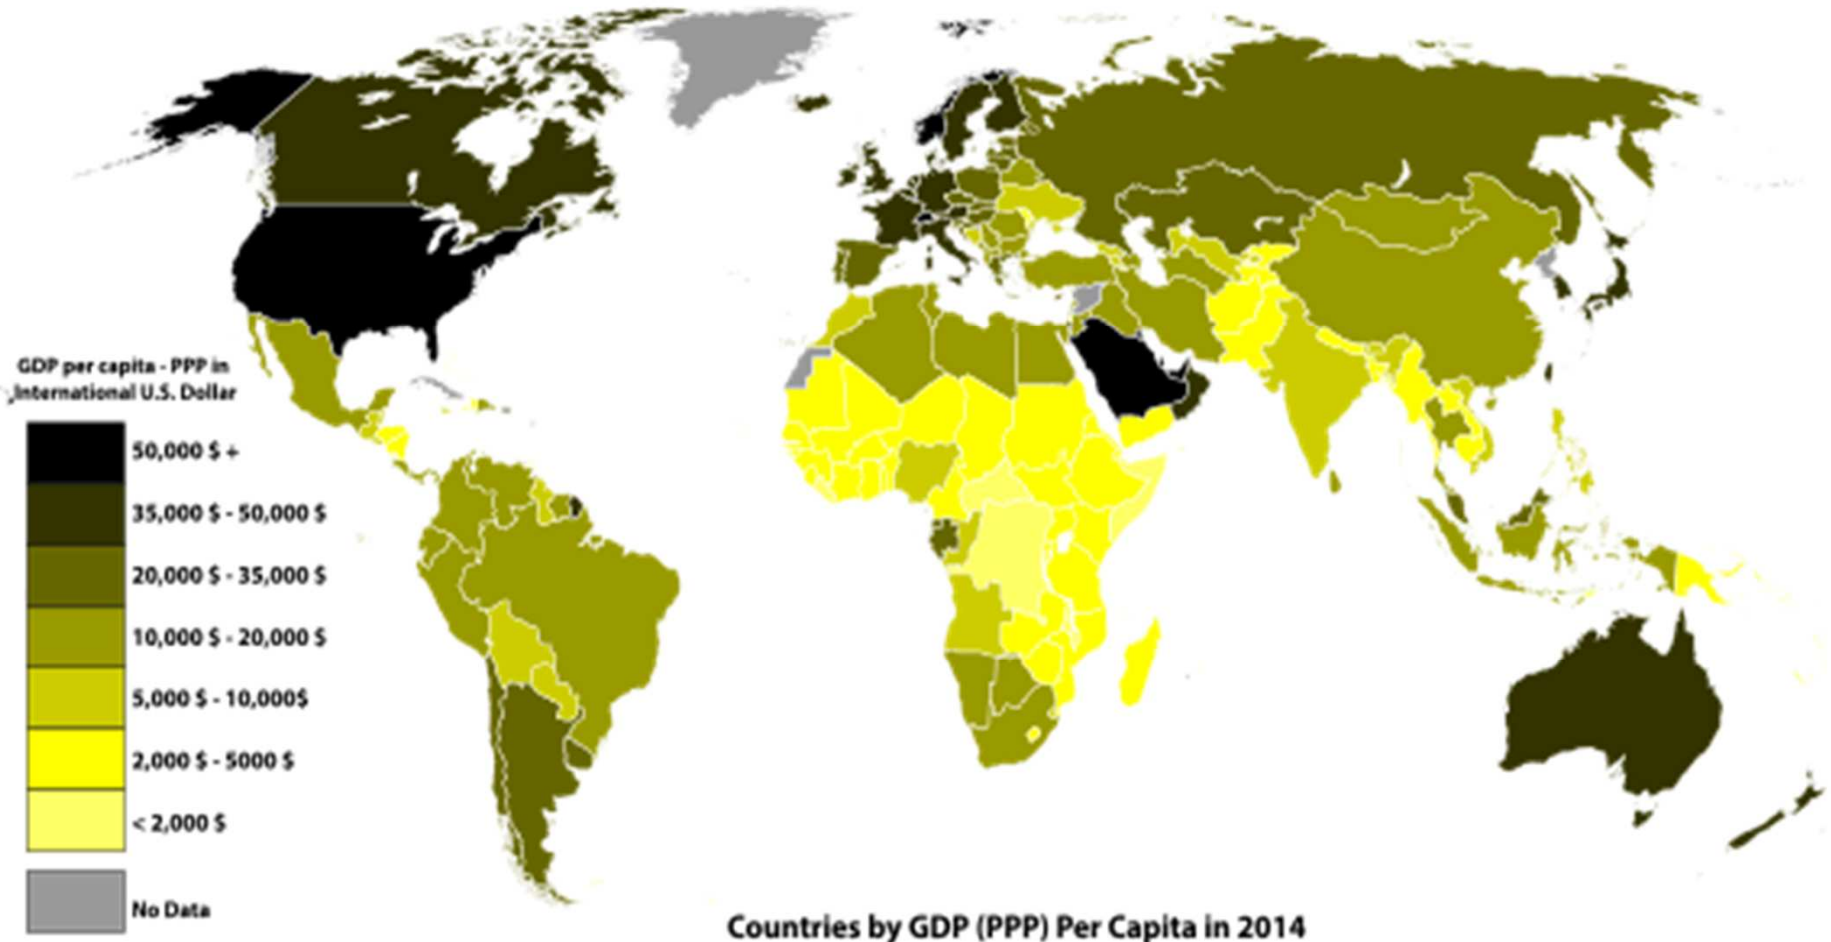 GDP per capita - PPP in
International U.S. Dollar
50,000 $ +
35,000 $ - 50,000 $
20,000 $ - 35,000 $
10,000 $ - 20,000 $
5,000 $ - 10,000$
2,000 $ - 5000 $
< 2,000 $
No Data
Countries by GDP (PPP) Per Capita in 2014